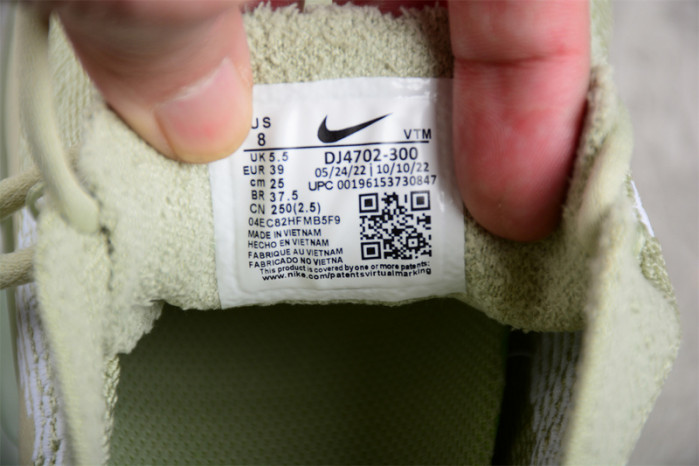 US
8
VTM
UK 5.5
DJ4702-300
EUR 39
05/24/22 | 10/10/22
cm 25
UPC 00196153730847
BR 37.5
CN 250(2.5)
04EC82HFMB5F9
MADE IN VIETNAM
HECHO EN VIETNAM
FABRIQUE AU VIETNAM
FABRICADO NO VIETNA
This product is covered by one or more patents:
www.nike.com/patentsvirtualmarking